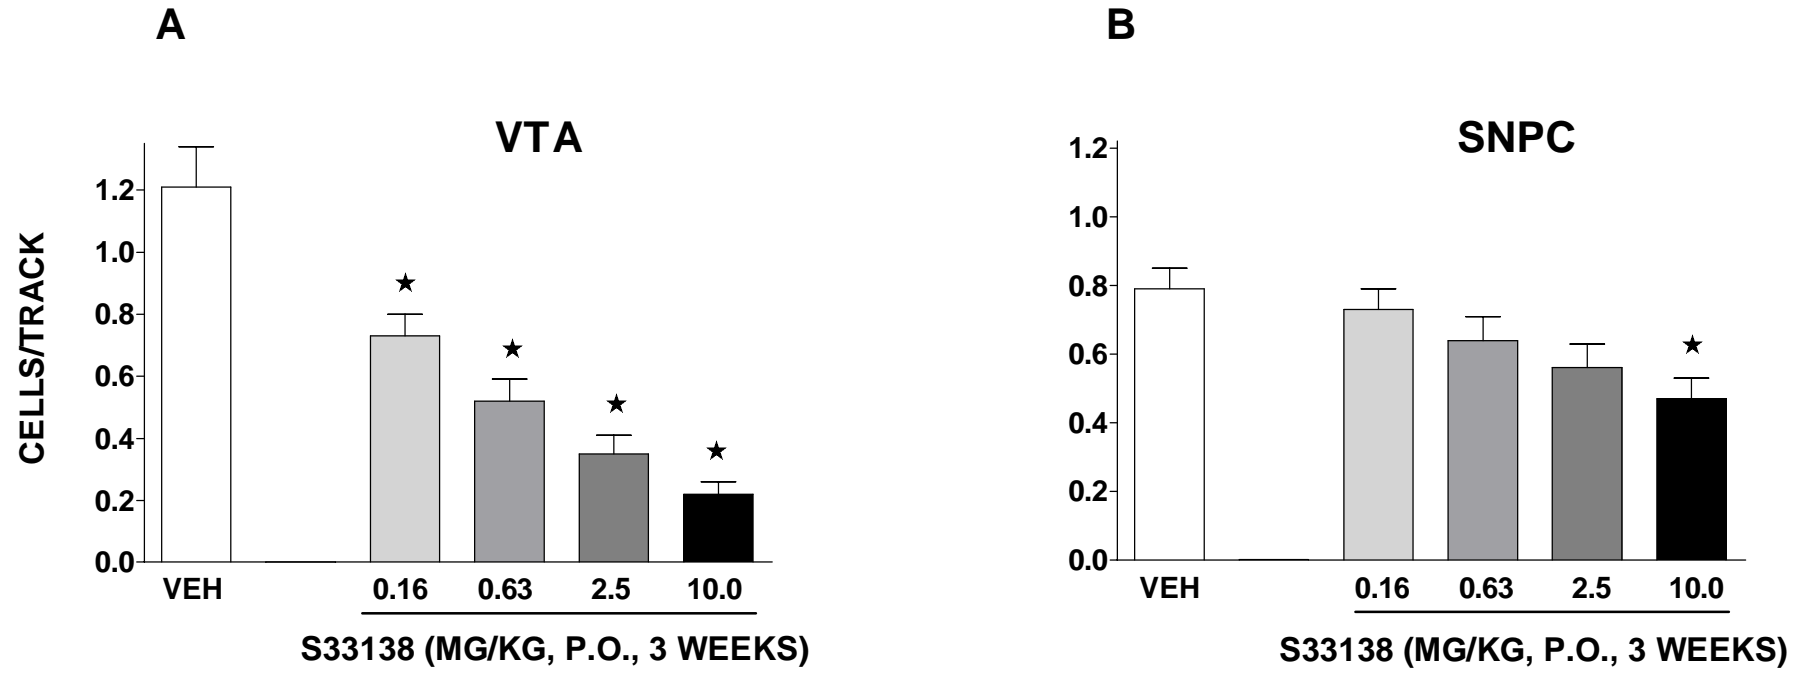 A
VTA
CELLS/TRACK
1.2
1.0
0.8
0.6
0.4
0.2
0.0
VEH 0.16 0.63 2.5 10.0
S33138 (MG/KG, P.O., 3 WEEKS)
B
SNPC
1.2
1.0
0.8
0.6
0.4
0.2
0.0
VEH 0.16 0.63 2.5 10.0
S33138 (MG/KG, P.O., 3 WEEKS)